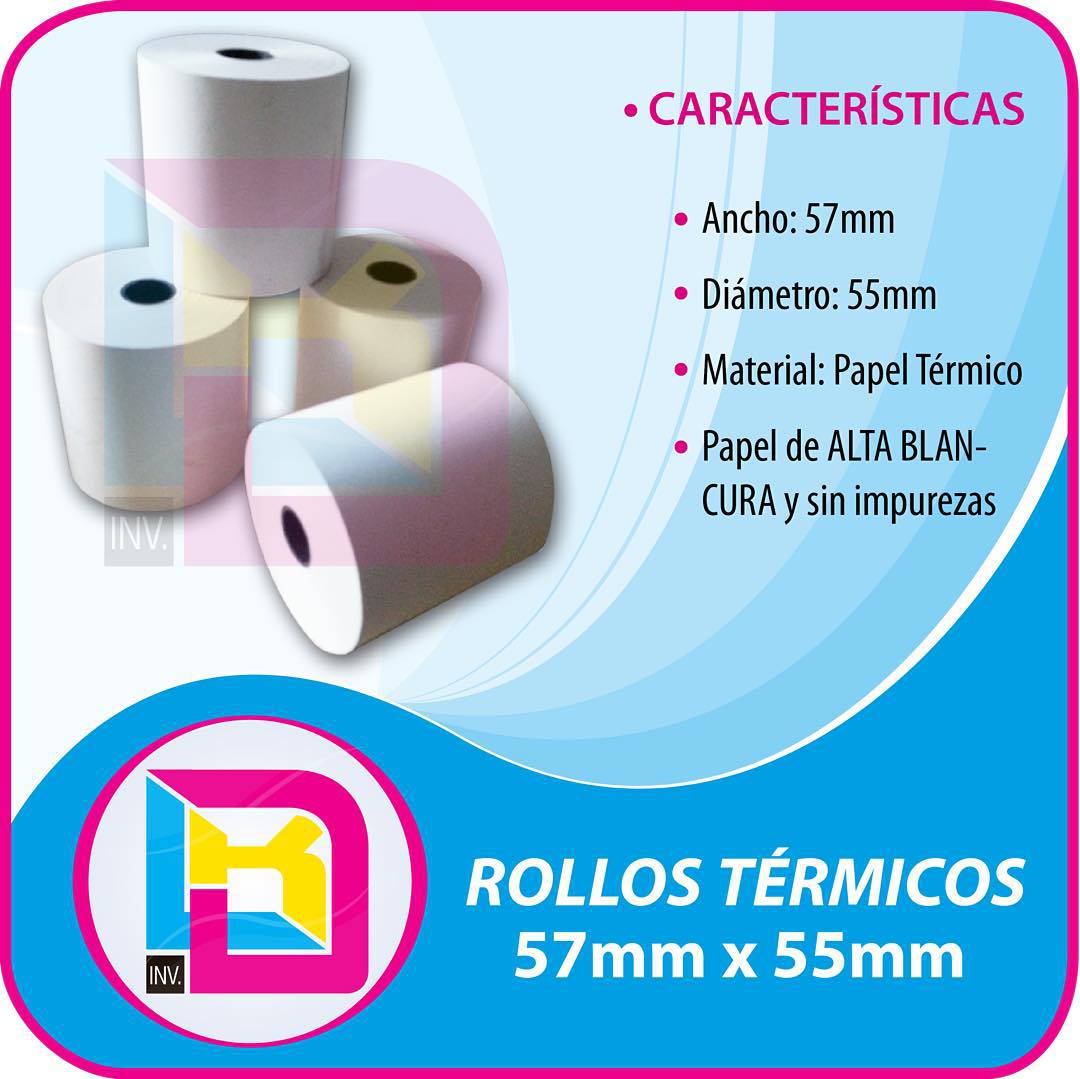 • CARACTERÍSTICAS
• Ancho: 57mm
• Diámetro: 55mm
• Material: Papel Térmico
• Papel de ALTA BLAN-
CURA y sin impurezas
INV.
INV.
ROLLOS TÉRMICOS
57mm x 55mm